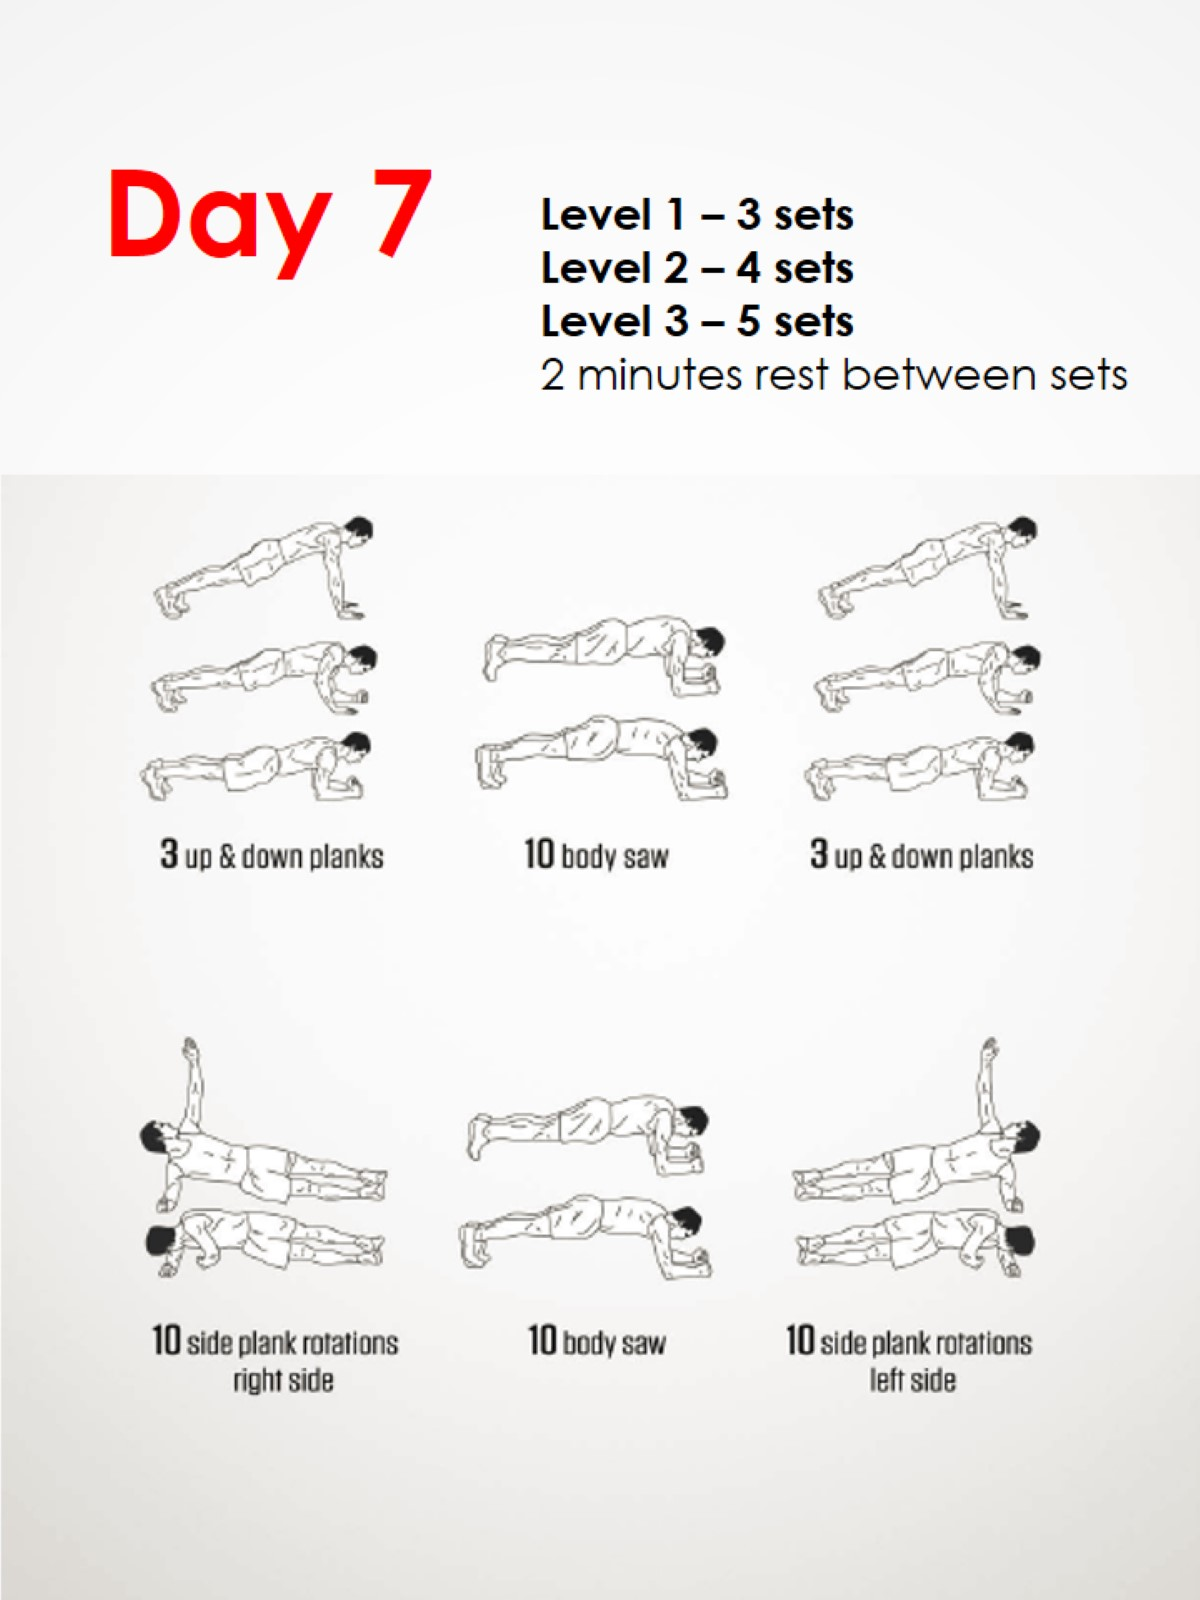 Day 7
Level 1 – 3 sets
Level 2 – 4 sets
Level 3 – 5 sets
2 minutes rest between sets
3 up & down planks
10 body saw
3 up & down planks
10 side plank rotations
right side
10 body saw
10 side plank rotations
left side